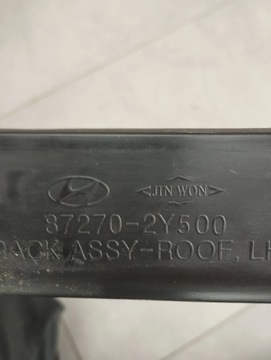 JIN WON
87270-2Y500
RACK ASSY-ROOF, LH